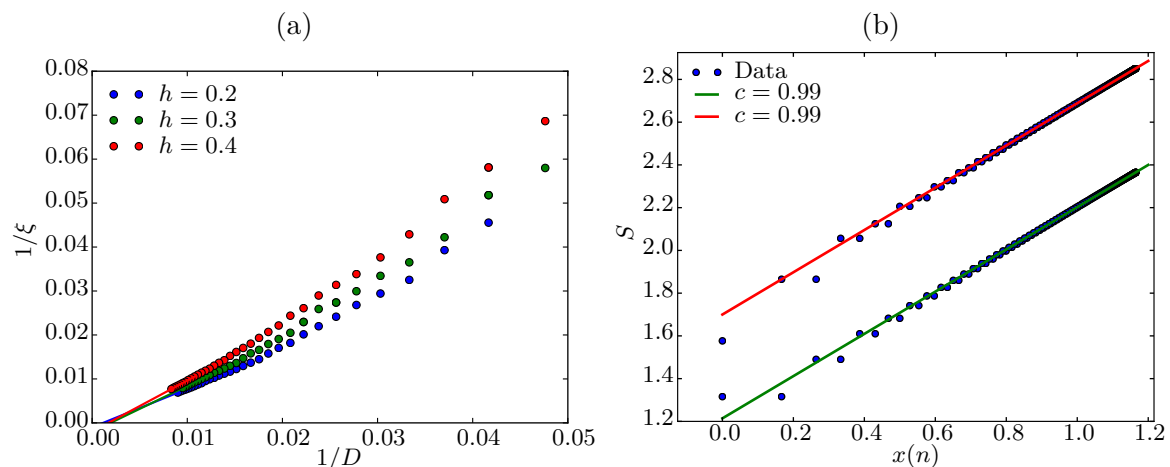 (a)
0.08
0.07
0.06
0.05
0.04
0.03
0.02
0.01
0.00
1/ξ
h = 0.2
h = 0.3
h = 0.4
0.00 0.01 0.02 0.03 0.04 0.05
1/D
(b)
2.8
2.6
2.4
2.2
2.0
1.8
1.6
1.4
1.2
S
Data
c = 0.99
c = 0.99
0.0 0.2 0.4 0.6 0.8 1.0 1.2
x(n)